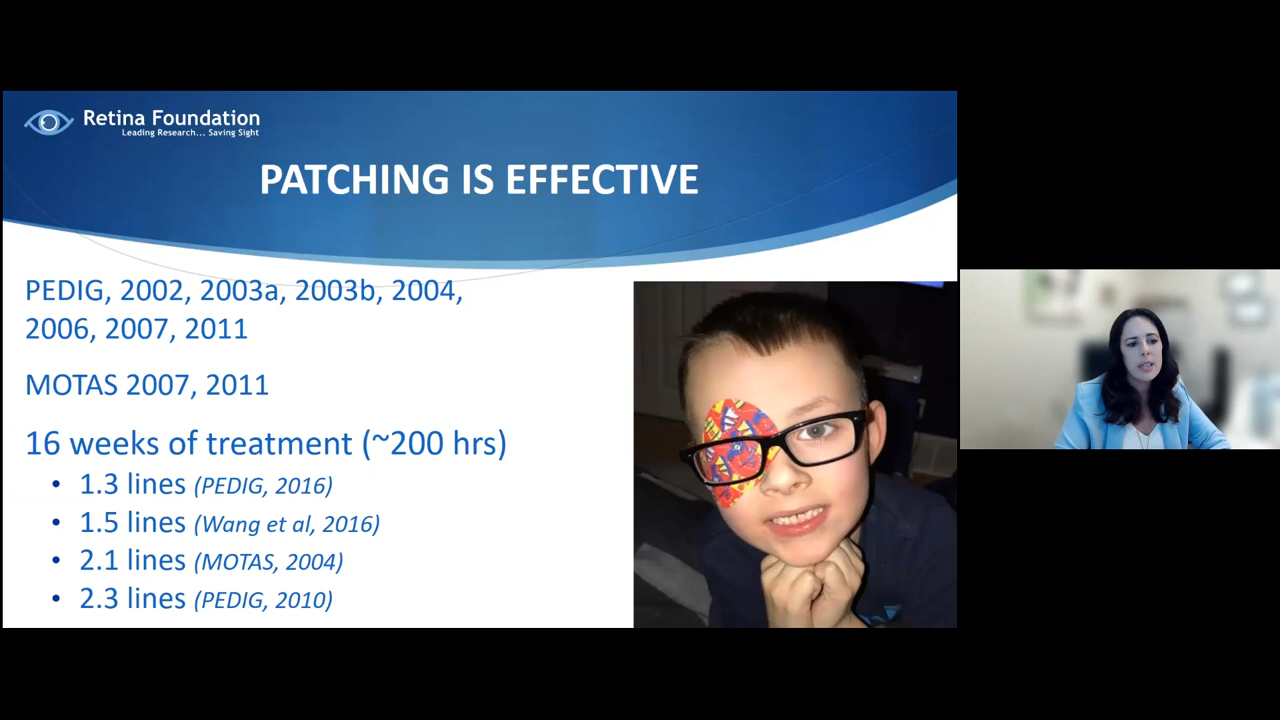 Retina Foundation
Leading Research... Saving Sight
PATCHING IS EFFECTIVE
PEDIG, 2002, 2003a, 2003b, 2004,
2006, 2007, 2011
MOTAS 2007, 2011
16 weeks of treatment (~200 hrs)
• 1.3 lines (PEDIG, 2016)
• 1.5 lines (Wang et al, 2016)
• 2.1 lines (MOTAS, 2004)
• 2.3 lines (PEDIG, 2010)